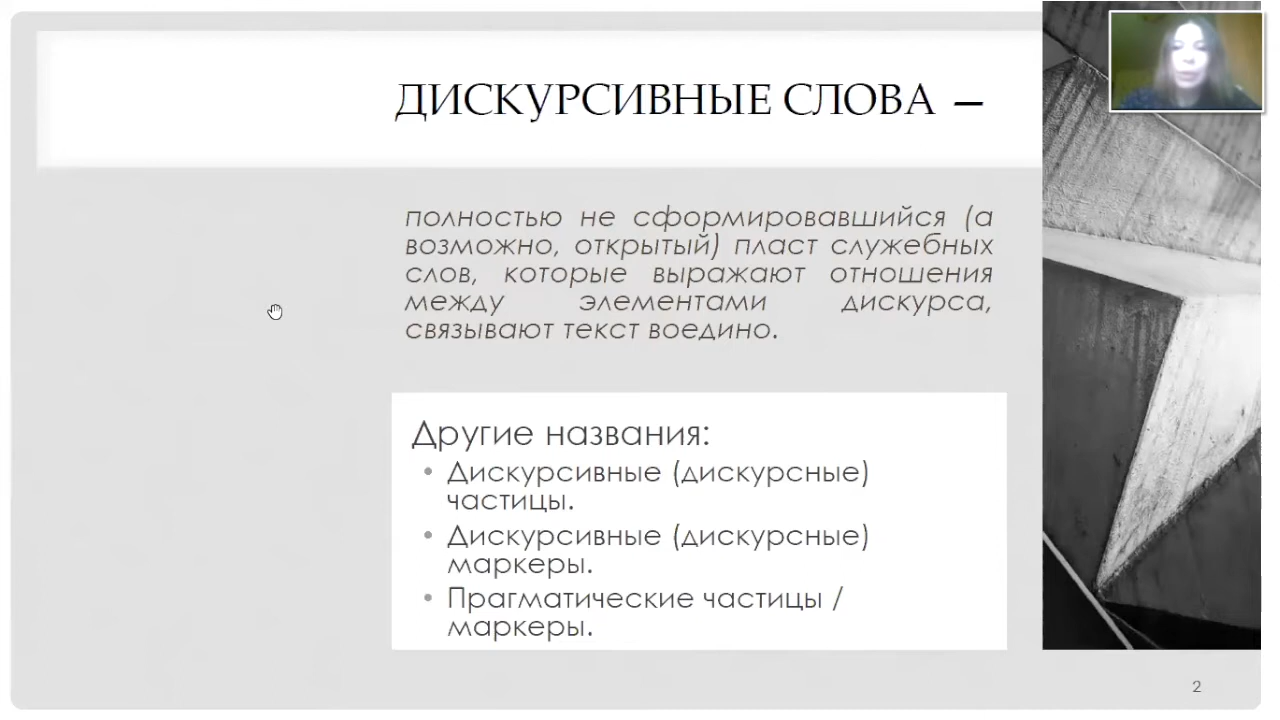 ДИСКУРСИВНЫЕ СЛОВА –
полностью не сформировавшийся (а
возможно, открытый) пласт служебных
слов, которые выражают отношения
между элементами дискурса,
связывают текст воедино.
Другие названия:
• Дискурсивные (дискурсные)
частицы.
• Дискурсивные (дискурсные)
маркеры.
• Прагматические частицы /
маркеры.
2